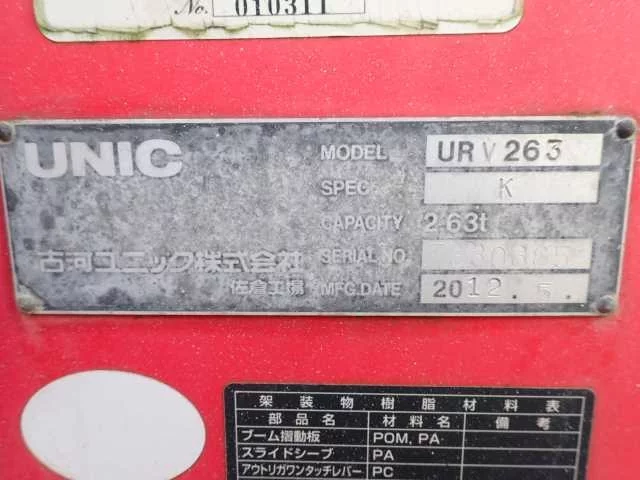 No. 010311
UNIC
MODEL URV263
SPEC K
CAPACITY 2·63t
古河ユニック株式会社
SERIAL NO.
佐倉工場
MFG.DATE 2012. 5.
架装物樹脂材料表
部品名 材料名 備考
ブーム摺動板 POM, PA
スライドシーブ PA
アウトリガワンタッチレバー PC